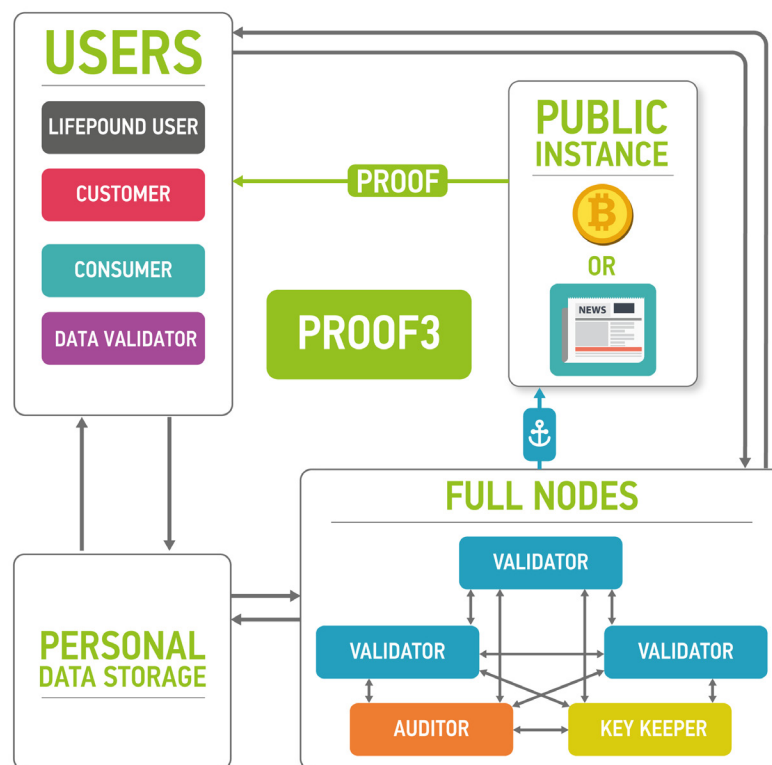 USERS
LIFEPOUND USER
CUSTOMER
CONSUMER
DATA VALIDATOR
PROOF
PUBLIC
INSTANCE
OR
NEWS
PROOF3
FULL NODES
VALIDATOR
VALIDATOR
VALIDATOR
AUDITOR
KEY KEEPER
PERSONAL
DATA STORAGE